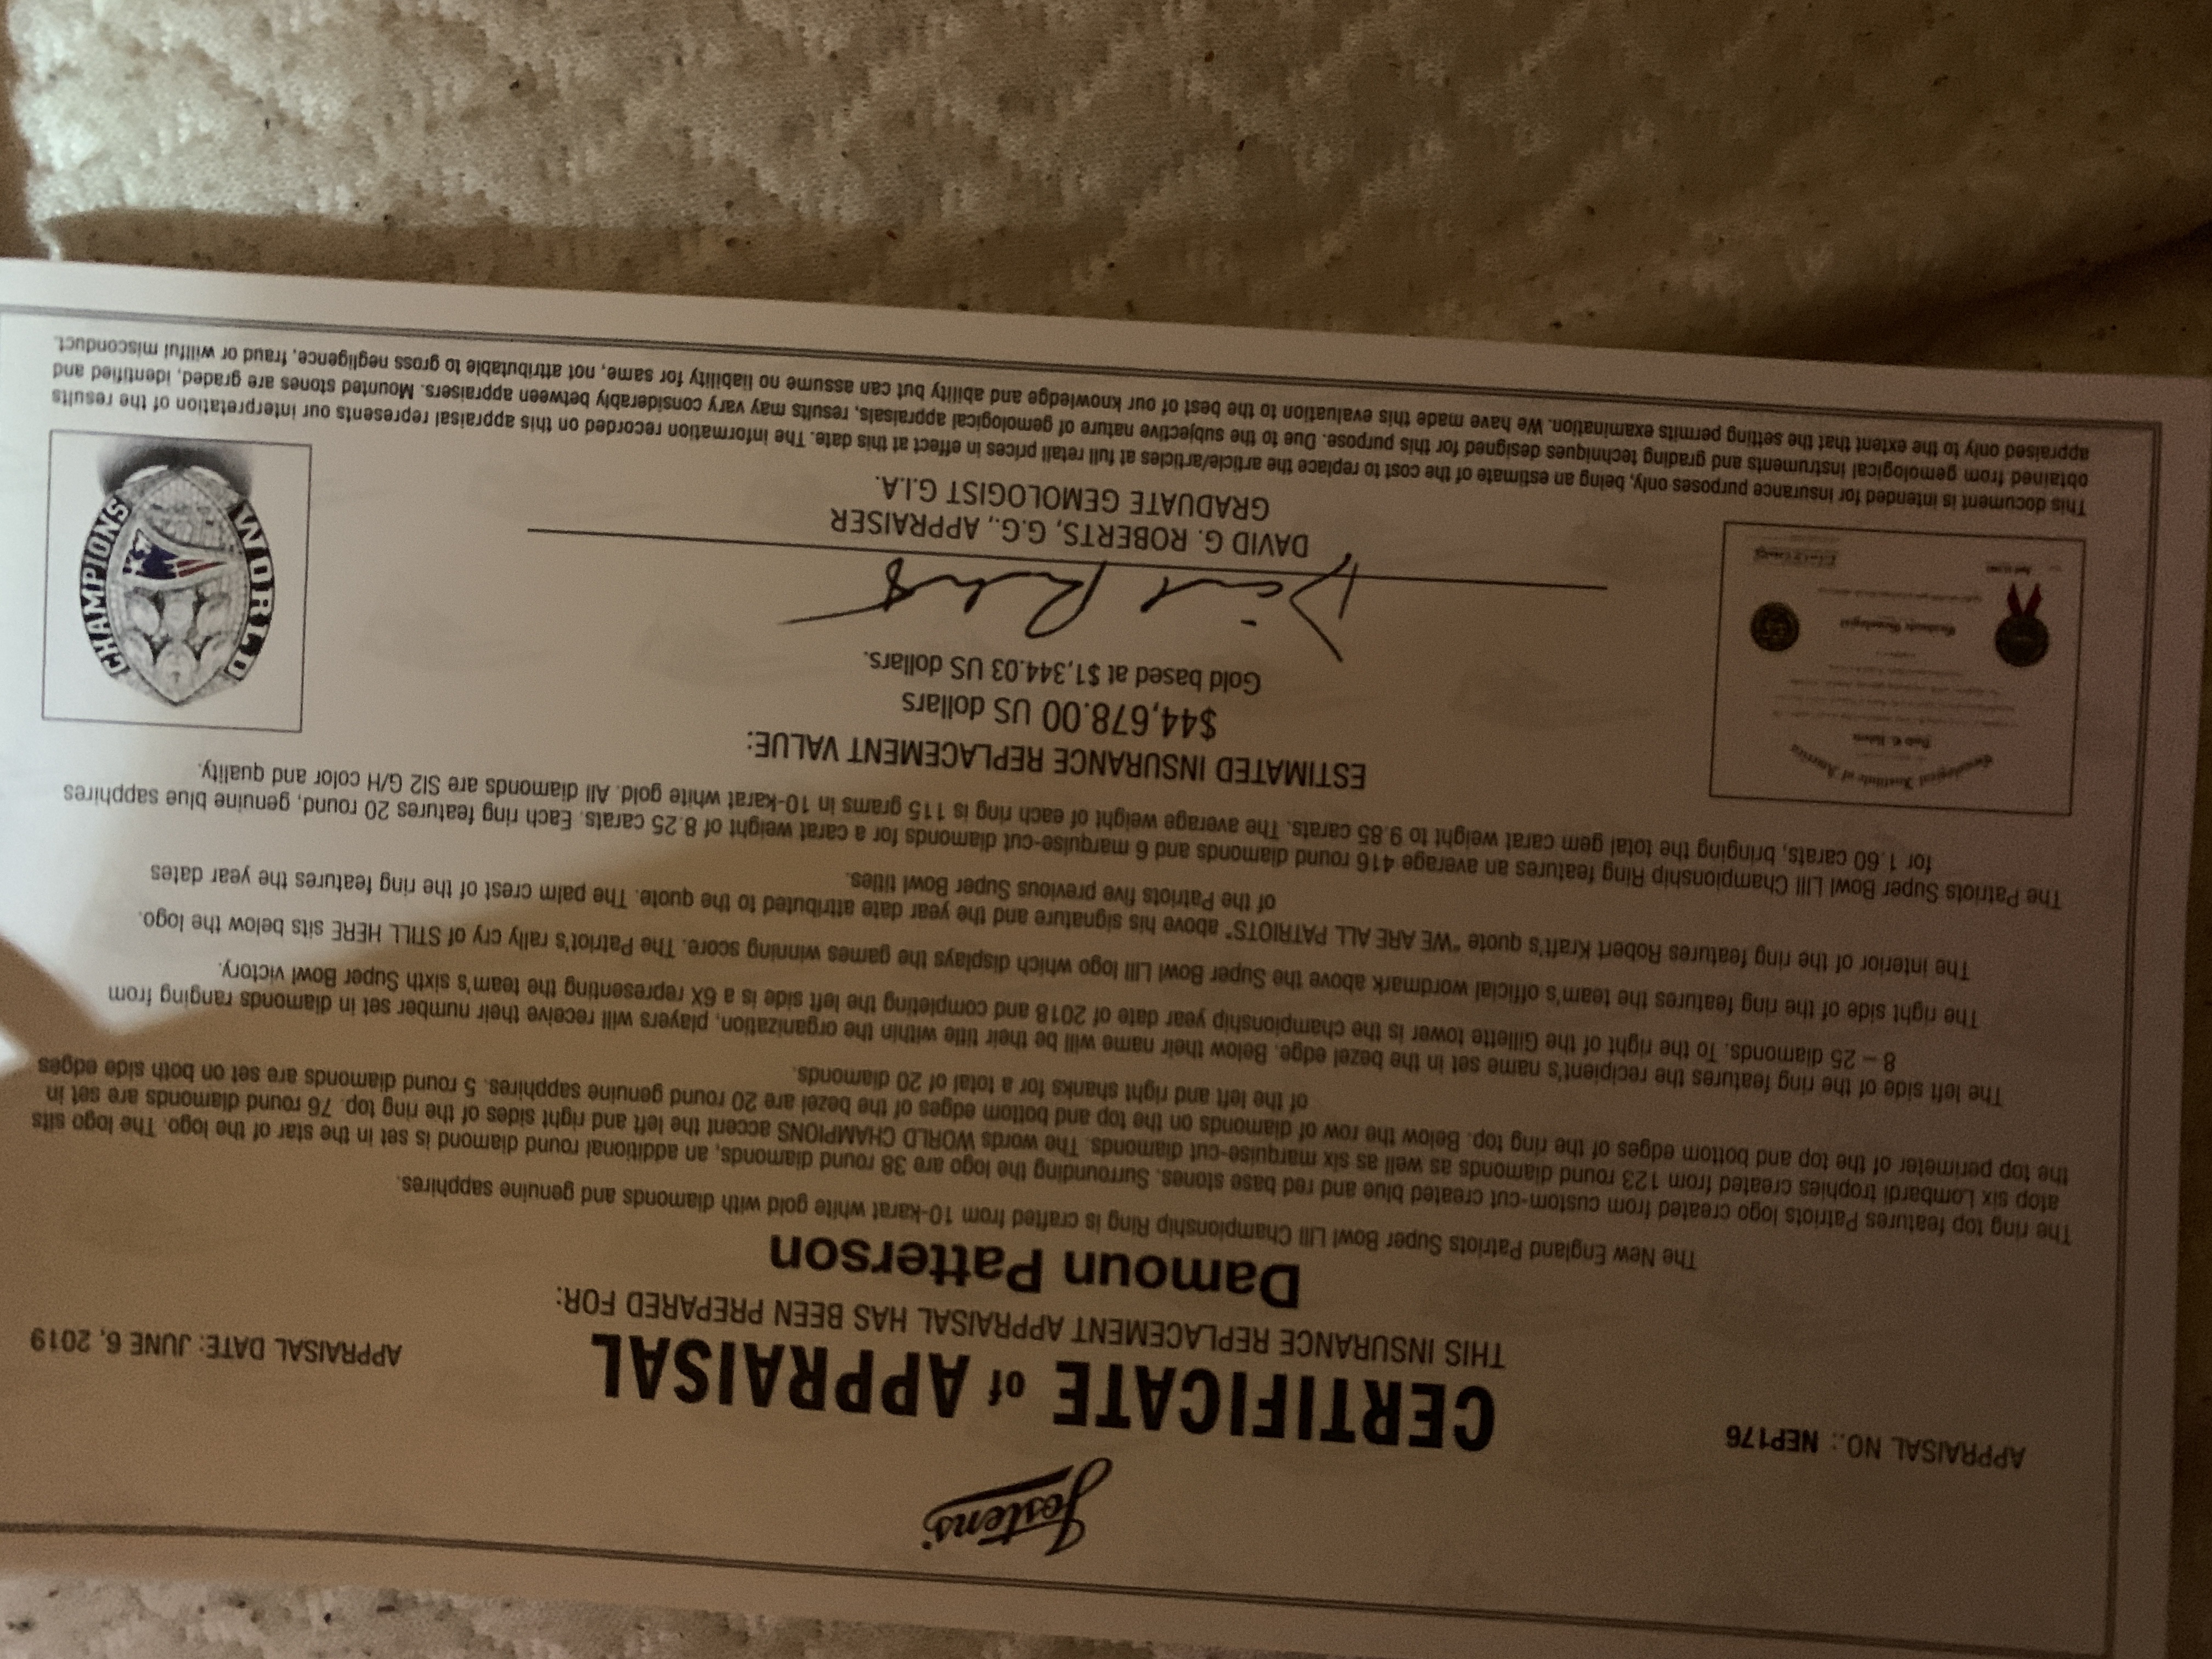 Jostens
APPRAISAL NO.: NEP176
APPRAISAL DATE: JUNE 6, 2019
CERTIFICATE of APPRAISAL
THIS INSURANCE REPLACEMENT APPRAISAL HAS BEEN PREPARED FOR:
Damoun Patterson
The New England Patriots Super Bowl LIII Championship Ring is crafted from 10-karat white gold with diamonds and genuine sapphires.
The ring top features Patriots logo created from custom-cut created blue and red base stones. Surrounding the logo are 38 round diamonds, an additional round diamond is set in the star of the logo. The logo sits
atop six Lombardi trophies created from 123 round diamonds as well as six marquise-cut diamonds. The words WORLD CHAMPIONS accent the left and right sides of the ring top. 76 round diamonds are set in
the top perimeter of the top and bottom edges of the ring top. Below the row of diamonds on the top and bottom edges of the bezel are 20 round genuine sapphires. 5 round diamonds are set on both side edges
of the left and right shanks for a total of 20 diamonds.
The left side of the ring features the recipient's name set in the bezel edge. Below their name will be their title within the organization, players will receive their number set in diamonds ranging from
8 – 25 diamonds. To the right of the Gillette tower is the championship year date of 2018 and completing the left side is a 6X representing the team's sixth Super Bowl victory.
The right side of the ring features the team's official wordmark above the Super Bowl LIII logo which displays the games winning score. The Patriot's rally cry of STILL HERE sits below the logo.
The interior of the ring features Robert Kraft's quote "WE ARE ALL PATRIOTS" above his signature and the year date attributed to the quote. The palm crest of the ring features the year dates
of the Patriots five previous Super Bowl titles.
The Patriots Super Bowl LIII Championship Ring features an average 416 round diamonds and 6 marquise-cut diamonds for a carat weight of 8.25 carats. Each ring features 20 round, genuine blue sapphires
for 1.60 carats, bringing the total gem carat weight to 9.85 carats. The average weight of each ring is 115 grams in 10-karat white gold. All diamonds are SI2 G/H color and quality.
ESTIMATED INSURANCE REPLACEMENT VALUE:
$44,678.00 US dollars
Gold based at $1,344.03 US dollars.
Gemological Institute of America
Graduate Gemologist
David Roberts
WORLD
CHAMPIONS
DAVID G. ROBERTS, G.G., APPRAISER
GRADUATE GEMOLOGIST G.I.A.
This document is intended for insurance purposes only, being an estimate of the cost to replace the article/articles at full retail prices in effect at this date. The information recorded on this appraisal represents our interpretation of the results
obtained from gemological instruments and grading techniques designed for this purpose. Due to the subjective nature of gemological appraisals, results may vary considerably between appraisers. Mounted stones are graded, identified and
appraised only to the extent that the setting permits examination. We have made this evaluation to the best of our knowledge and ability but can assume no liability for same, not attributable to gross negligence, fraud or willful misconduct.